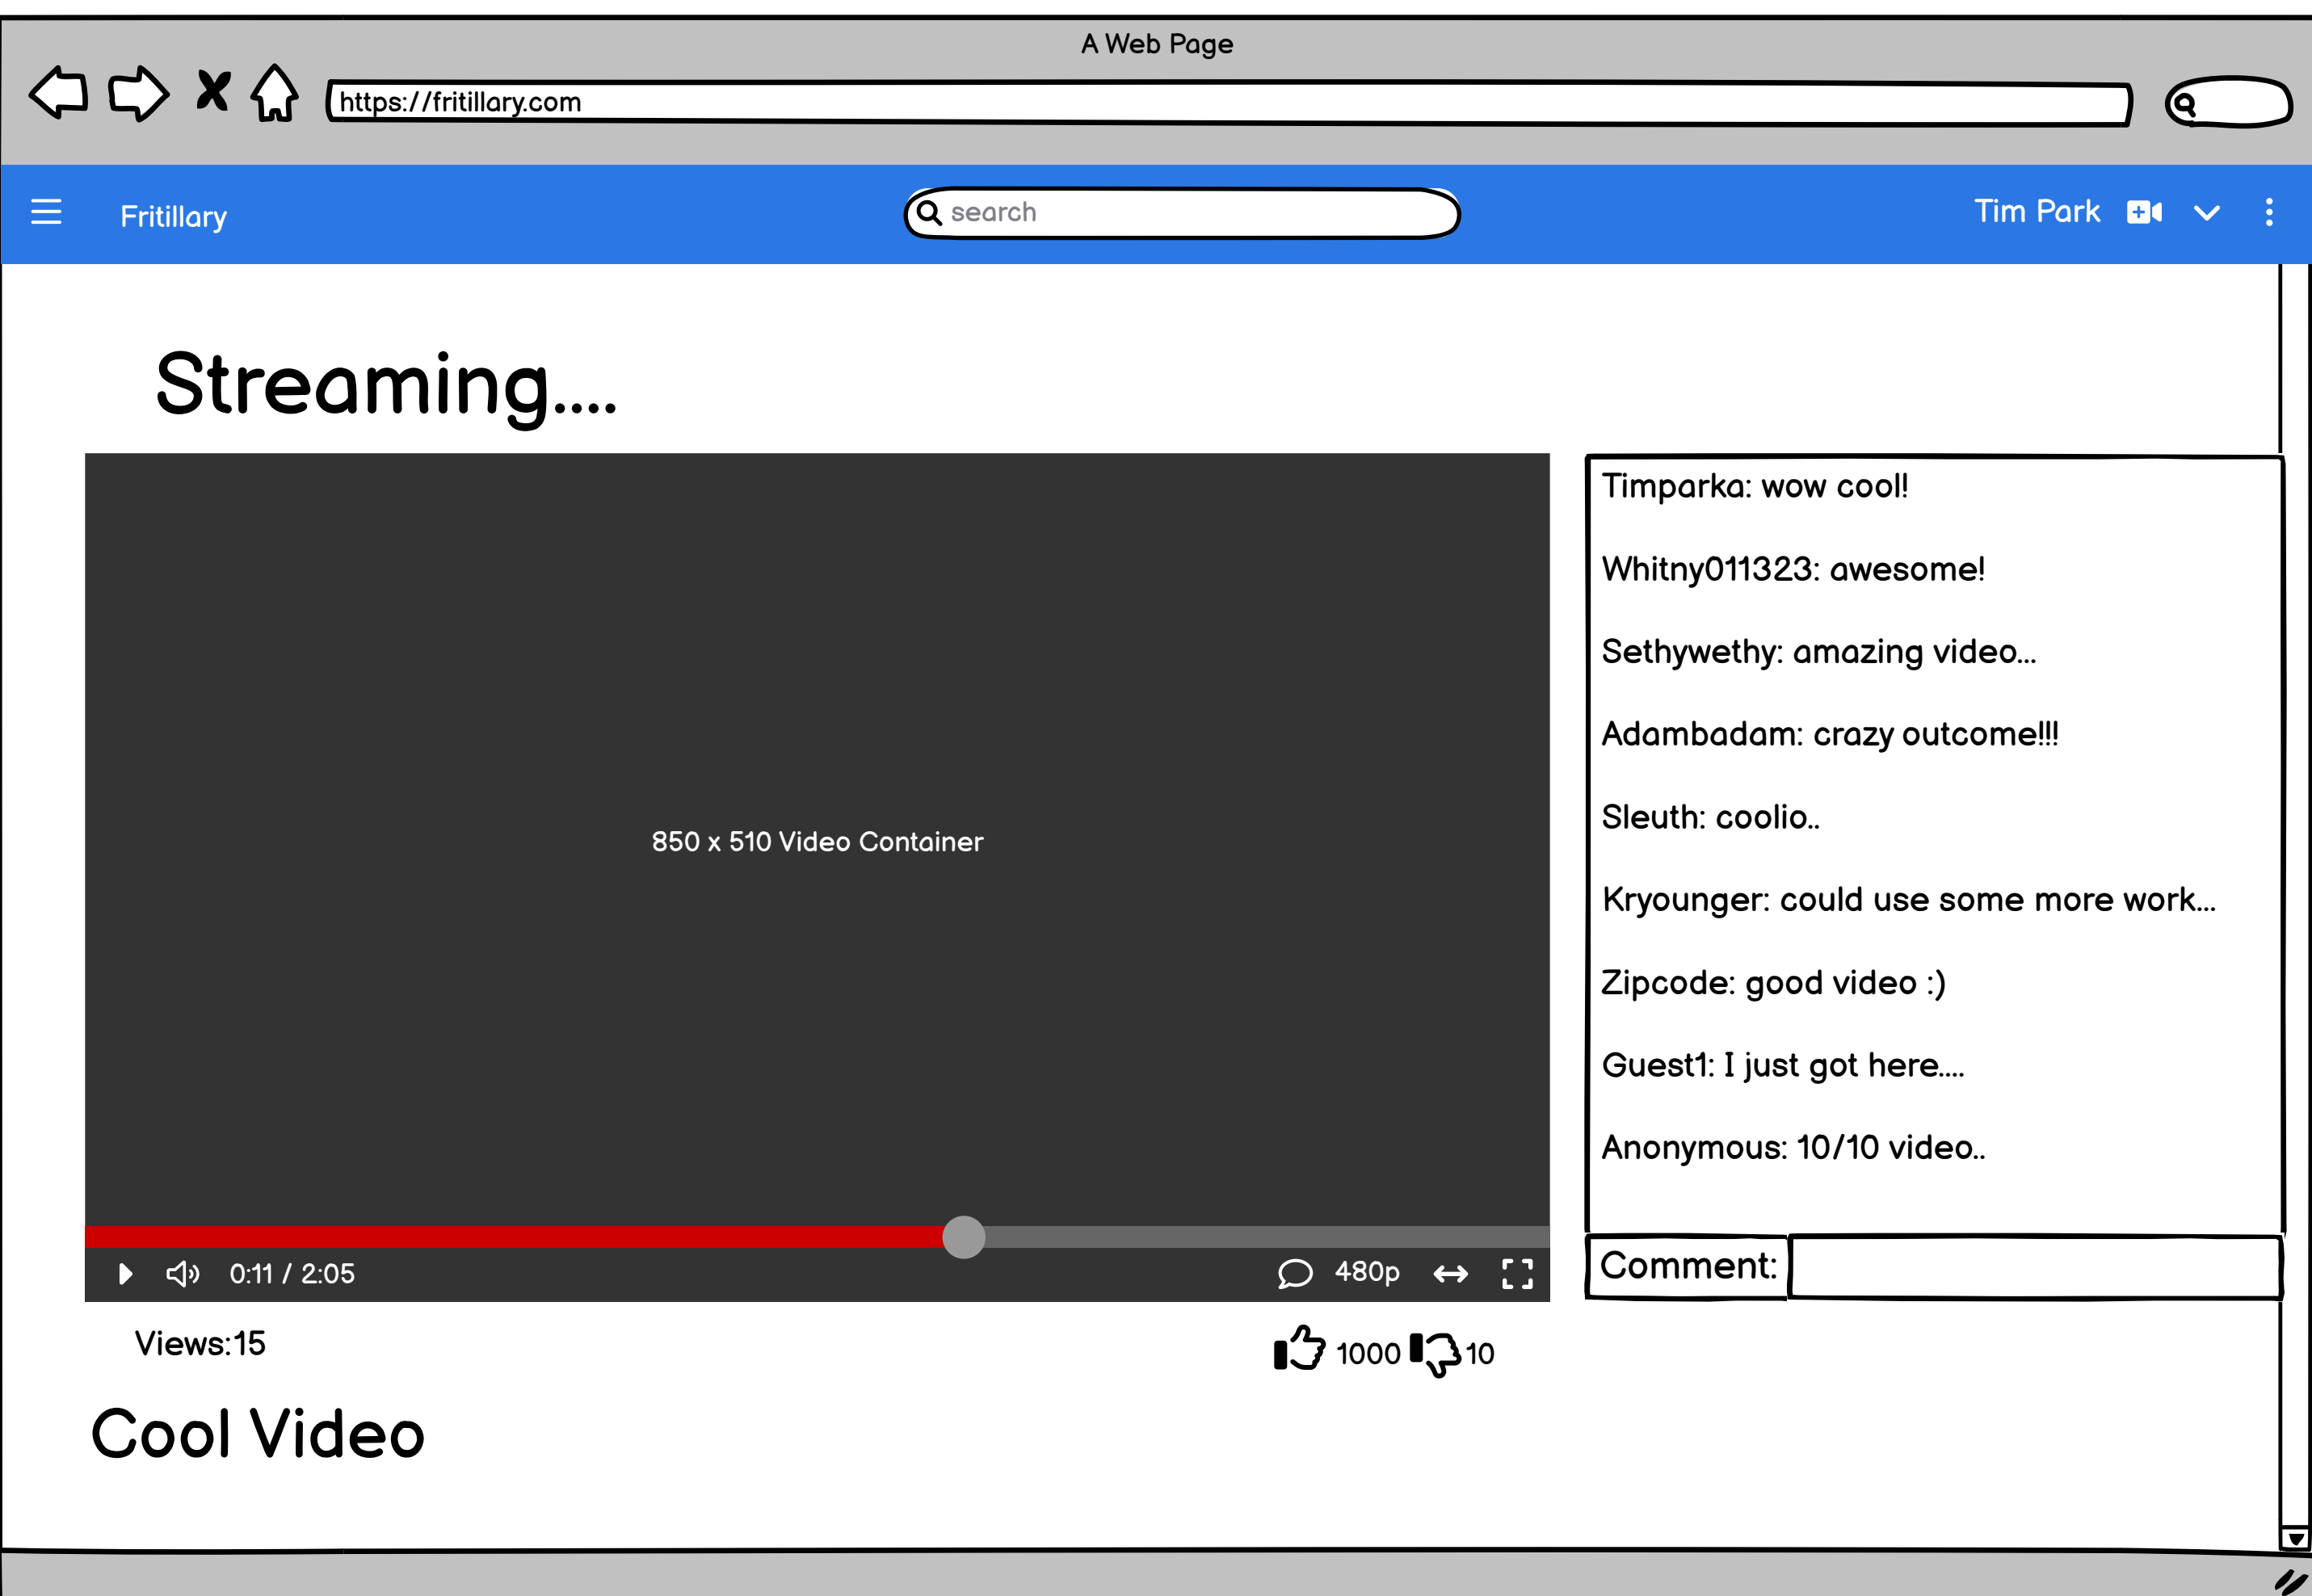 A Web Page
https://fritillary.com
Fritillary
search
Tim Park
Streaming....
850 x 510 Video Container
0:11 / 2:05
480p
Timparka: wow cool!
Whitny011323: awesome!
Sethywethy: amazing video...
Adambadam: crazy outcome!!!
Sleuth: coolio..
Kryounger: could use some more work...
Zipcode: good video :)
Guest1: I just got here....
Anonymous: 10/10 video..
Comment:
Views:15
1000
10
Cool Video